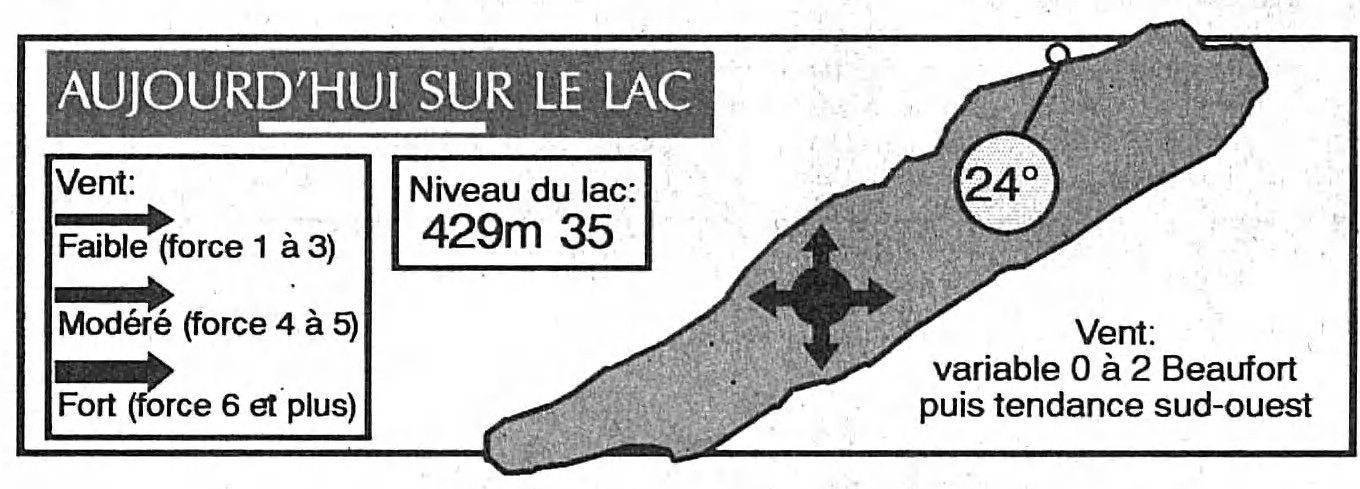 AUJOURD'HUI SUR LE LAC
Vent:
Faible (force 1 à 3)
Modéré (force 4 à 5)
Fort (force 6 et plus)
Niveau du lac:
429m 35
24°
Vent:
variable 0 à 2 Beaufort
puis tendance sud-ouest